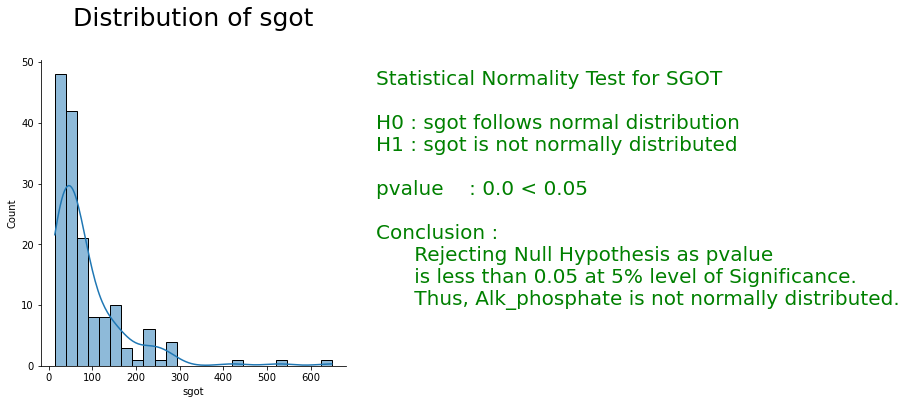 Distribution of sgot
50
40
30
20
10
0
Count
0 100 200 300 400 500 600
sgot
Statistical Normality Test for SGOT
H0 : sgot follows normal distribution
H1 : sgot is not normally distributed
pvalue : 0.0 < 0.05
Conclusion :
Rejecting Null Hypothesis as pvalue
is less than 0.05 at 5% level of Significance.
Thus, Alk_phosphate is not normally distributed.